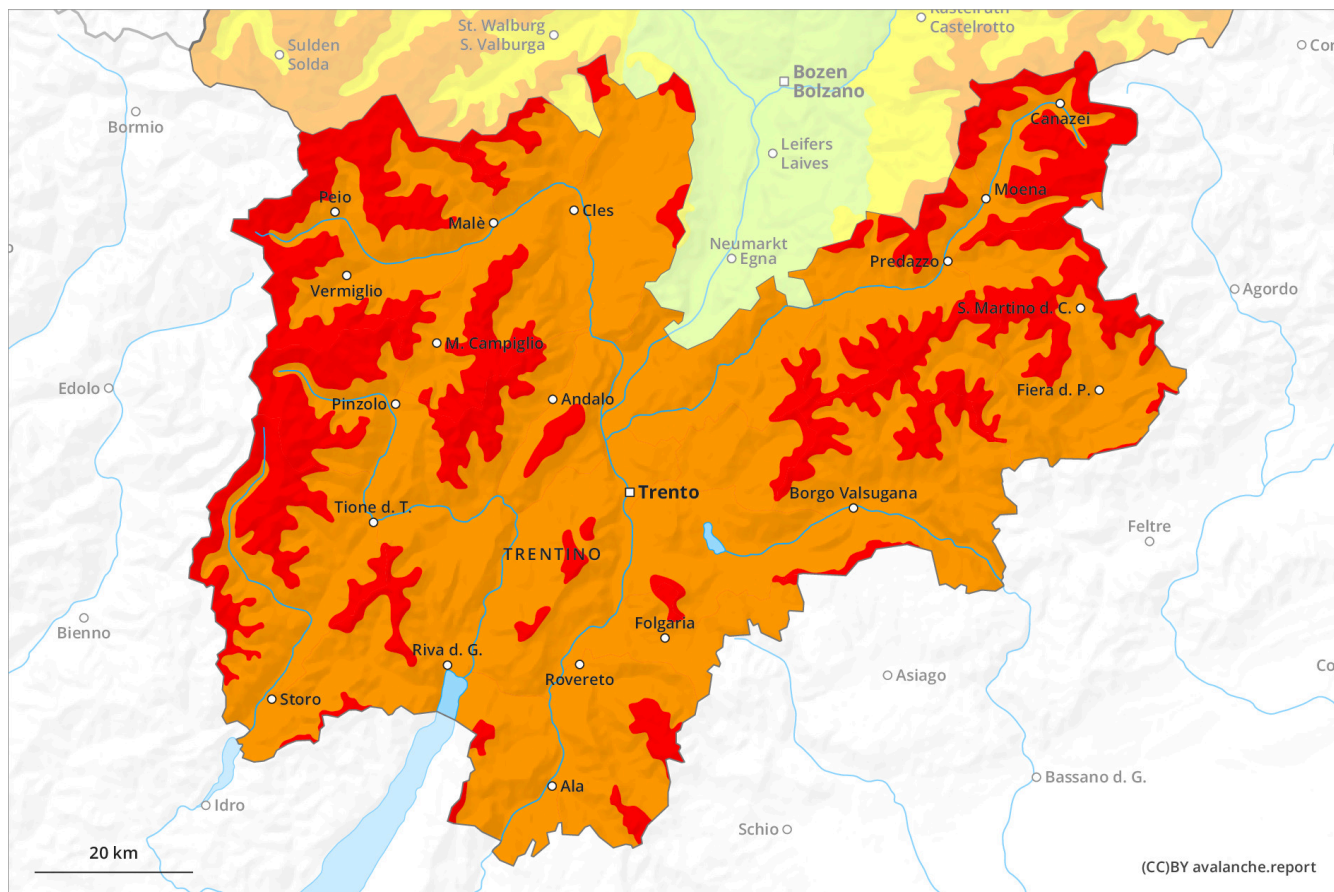 St. Walburg
S. Valburga
Castelrotto
Sulden
Solda
Bozen
Bolzano
Bormio
Canazei
Leifers
Laives
Peio
Moena
Malè
Cles
Neumarkt
Egna
Predazzo
Vermiglio
Agordo
S. Martino d. C.
M. Campiglio
Edolo
Pinzolo
Andalo
Fiera d. P.
Trento
Borgo Valsugana
Tione d. T.
Feltre
TRENTINO
Bienno
Folgaria
Riva d. G.
Rovereto
Asiago
Storo
Idro
Ala
Bassano d. G.
Schio
20 km
(CC)BY avalanche.report